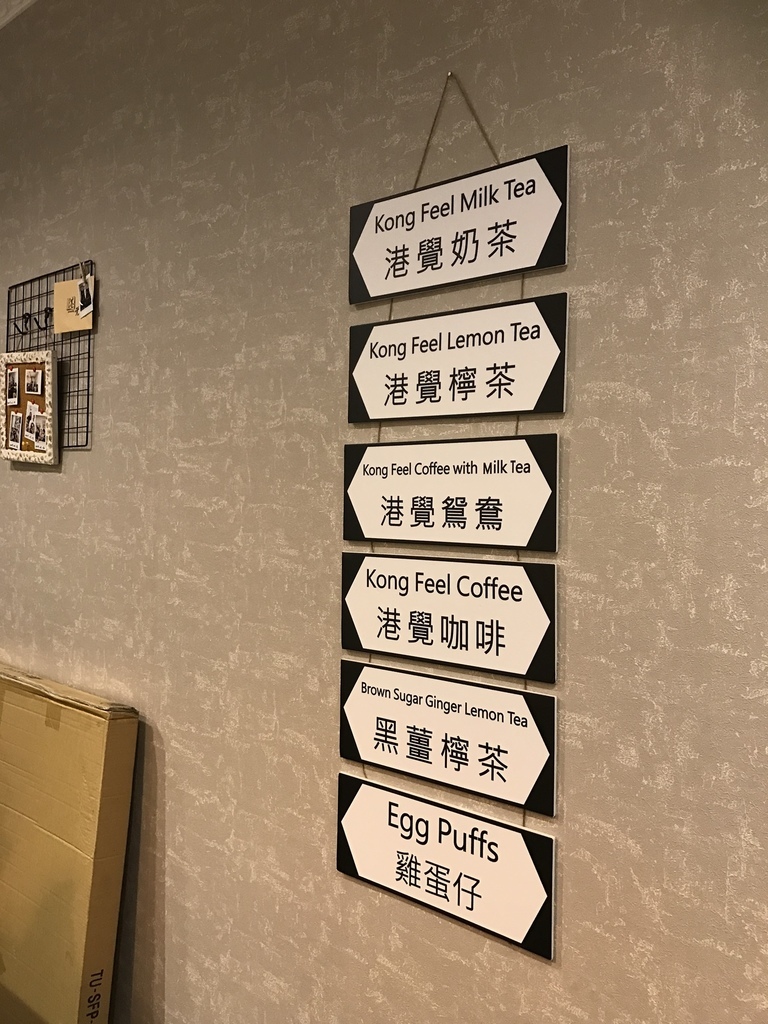 Kong Feel Milk Tea
港覺奶茶
Kong Feel Lemon Tea
港覺檸茶
Kong Feel Coffee with Milk Tea
港覺鴛鴦
Kong Feel Coffee
港覺咖啡
Brown Sugar Ginger Lemon Tea
黑薑檸茶
Egg Puffs
雞蛋仔
TU-SFP-